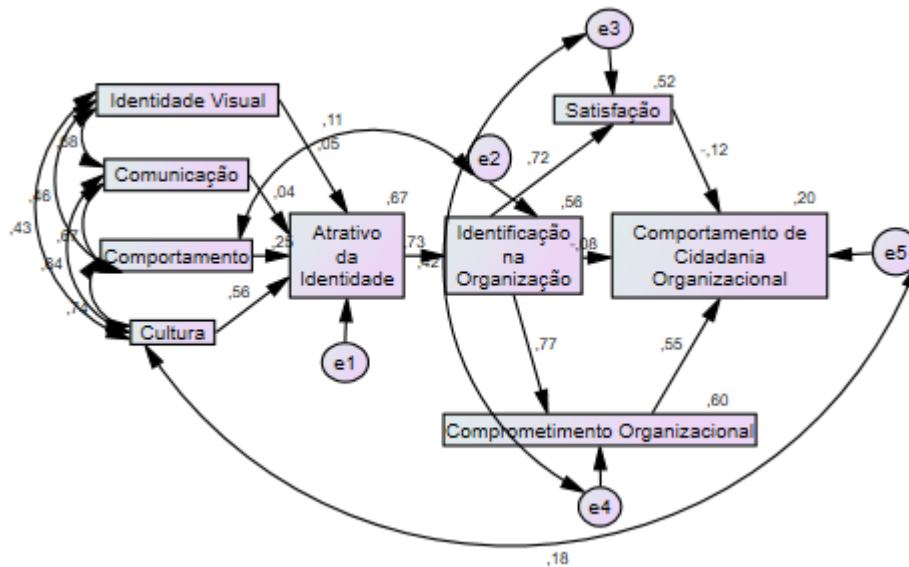 e3
,52
Identidade Visual
Satisfação
,11
,05
,58
e2
,72
-,12
Comunicação
,04
,67
,56
,20
,46
,43
,67
Comportamento
,25
Atrativo
da
Identidade
,73
,42
Identificação
na
Organização
-,08
Comportamento de
Cidadania
Organizacional
e5
,64
,74
Cultura
,56
e1
,77
,55
,60
Comprometimento Organizacional
e4
,18